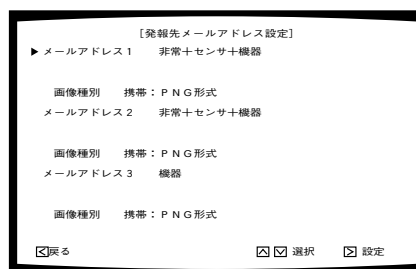 [発報先メールアドレス設定]
▶メールアドレス1 非常＋センサ＋機器
画像種別 携帯：PNG形式
メールアドレス2 非常＋センサ＋機器
画像種別 携帯：PNG形式
メールアドレス3 機器
画像種別 携帯：PNG形式
<戻る ∧ ∨ 選択 > 設定